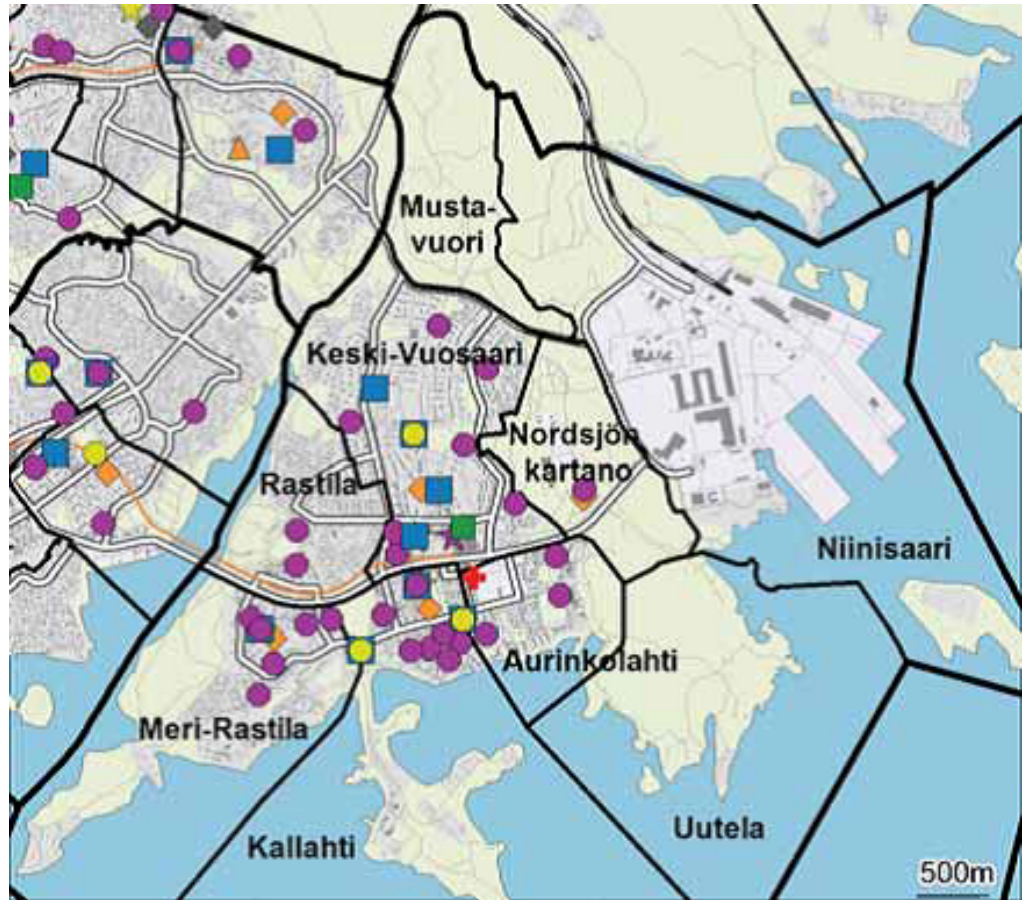 Musta-
vuori
Keski-Vuosaari
Nordsjön
kartano
Rastila
Niinisaari
Aurinkolahti
Meri-Rastila
Uutela
Kallahti
500m